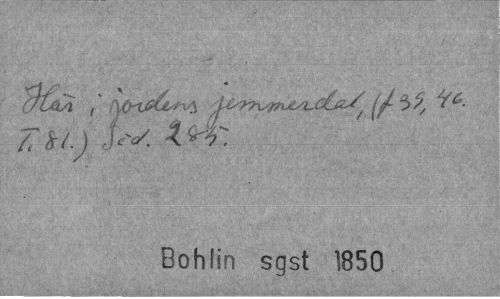 Här i jordens jemmerdal, (f 39, 46.
T. 81.) Sid. 285.
Bohlin sgst 1850